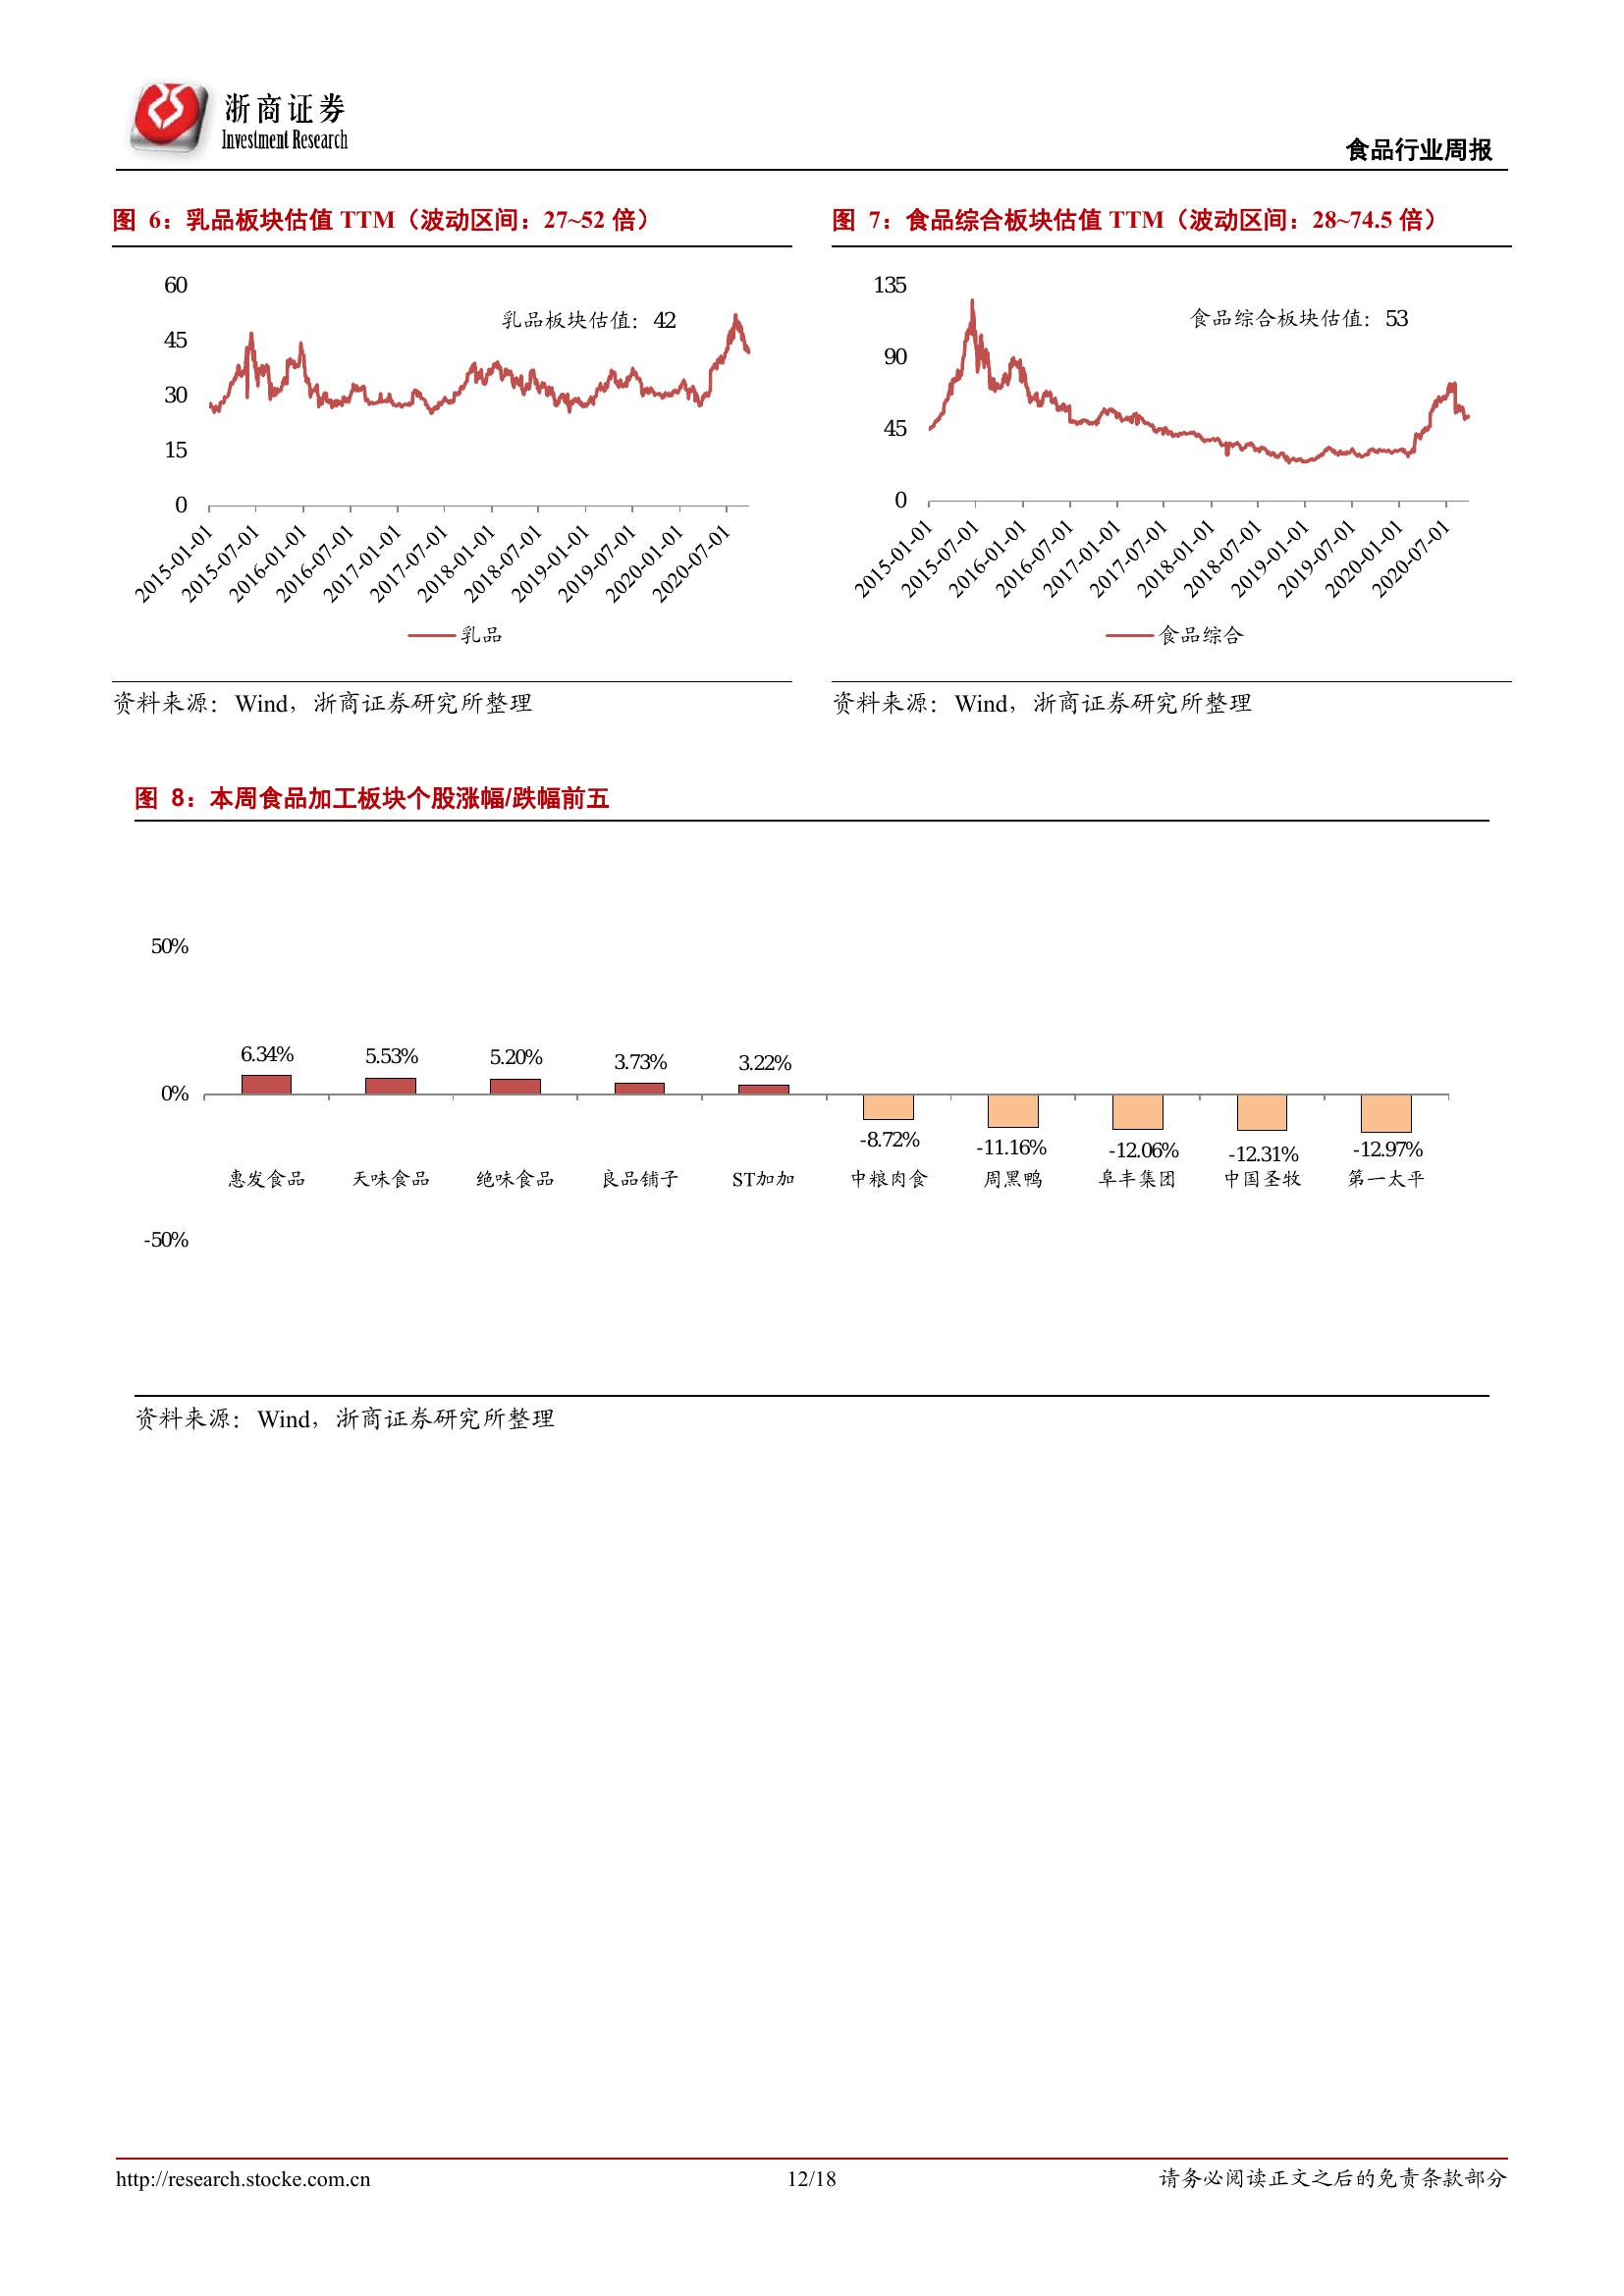 浙商证券
Investment Research
食品行业周报
图 6：乳品板块估值 TTM（波动区间：27~52 倍）
60
45
30
15
0
乳品板块估值：42
2015-01-01
2015-07-01
2016-01-01
2016-07-01
2017-01-01
2017-07-01
2018-01-01
2018-07-01
2019-01-01
2019-07-01
2020-01-01
2020-07-01
乳品
资料来源：Wind，浙商证券研究所整理
图 7：食品综合板块估值 TTM（波动区间：28~74.5 倍）
135
90
45
0
食品综合板块估值：53
2015-01-01
2015-07-01
2016-01-01
2016-07-01
2017-01-01
2017-07-01
2018-01-01
2018-07-01
2019-01-01
2019-07-01
2020-01-01
2020-07-01
食品综合
资料来源：Wind，浙商证券研究所整理
图 8：本周食品加工板块个股涨幅/跌幅前五
50%
6.34% 5.53% 5.20% 3.73% 3.22%
0%
-8.72% -11.16% -12.06% -12.31% -12.97%
惠发食品 天味食品 绝味食品 良品铺子 ST加加 中粮肉食 周黑鸭 阜丰集团 中国圣牧 第一太平
-50%
资料来源：Wind，浙商证券研究所整理
http://research.stocke.com.cn 12/18 请务必阅读正文之后的免责条款部分